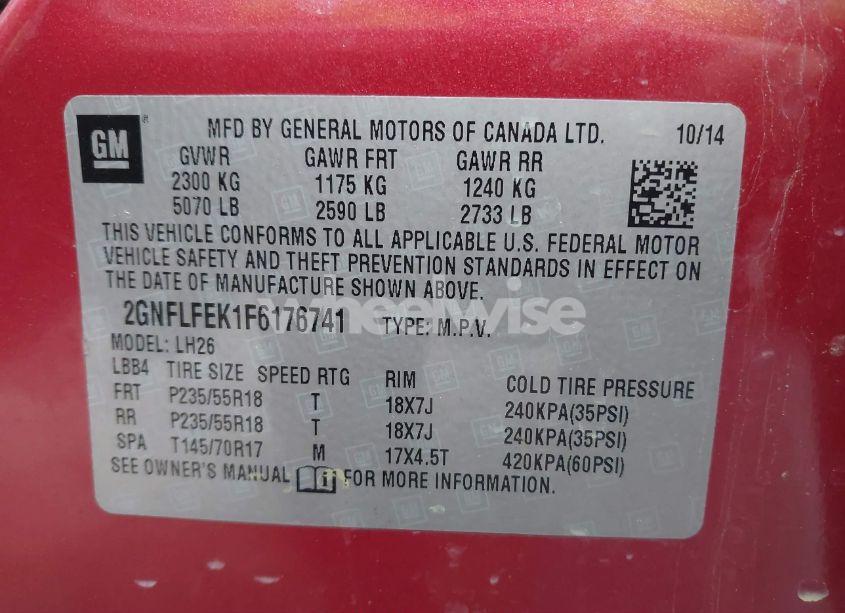 GM
MFD BY GENERAL MOTORS OF CANADA LTD. 10/14
GVWR GAWR FRT GAWR RR
2300 KG 1175 KG 1240 KG
5070 LB 2590 LB 2733 LB
THIS VEHICLE CONFORMS TO ALL APPLICABLE U.S. FEDERAL MOTOR
VEHICLE SAFETY AND THEFT PREVENTION STANDARDS IN EFFECT ON
THE DATE OF MANUFACTURE SHOWN ABOVE.
2GNFLFEK1F6176741 TYPE: M.P.V.
wheelwise
MODEL: LH26
LBB4 TIRE SIZE SPEED RTG RIM COLD TIRE PRESSURE
FRT P235/55R18 T 18X7J 240KPA(35PSI)
RR P235/55R18 T 18X7J 240KPA(35PSI)
SPA T145/70R17 M 17X4.5T 420KPA(60PSI)
SEE OWNER'S MANUAL i FOR MORE INFORMATION.